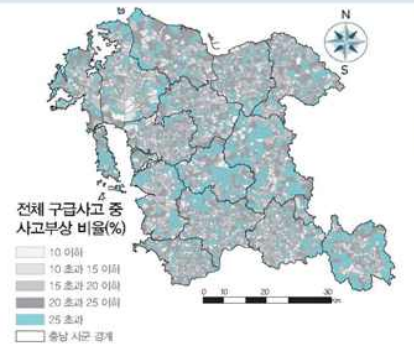 N
S
전체 구급사고 중
사고부상 비율(%)
10 이하
10 초과 15 이하
15 초과 20 이하
20 초과 25 이하
25 초과
충남 시군 경계
0 10 20 30